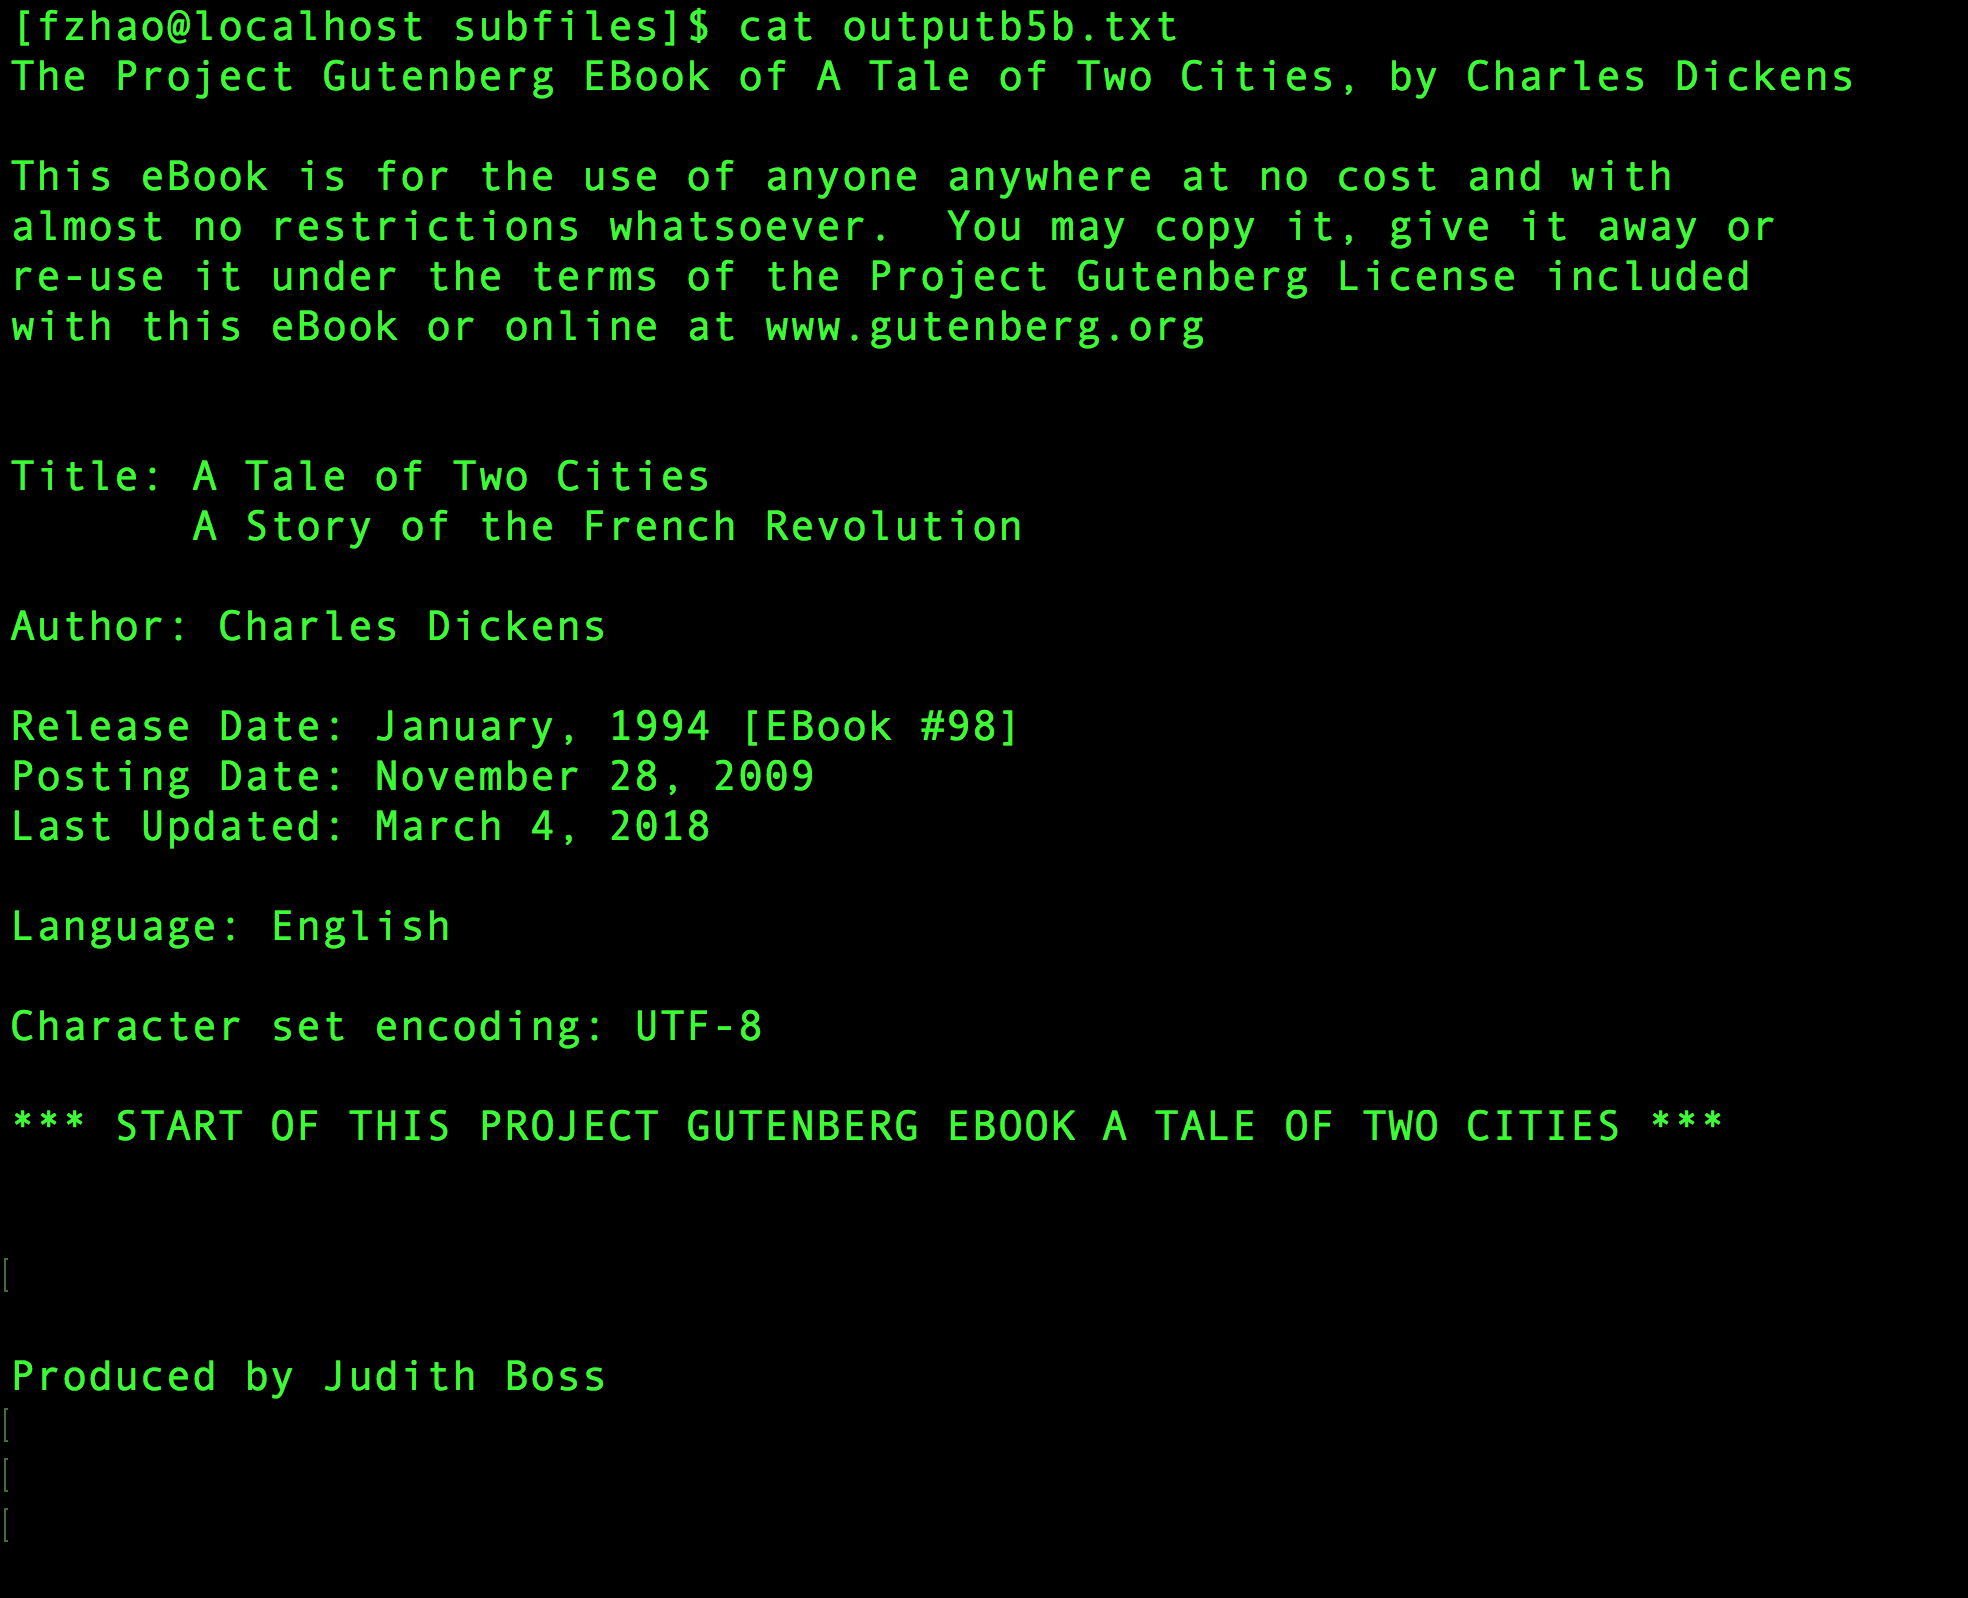 [fzhao@localhost subfiles]$ cat outputb5b.txt
The Project Gutenberg EBook of A Tale of Two Cities, by Charles Dickens
This eBook is for the use of anyone anywhere at no cost and with
almost no restrictions whatsoever.  You may copy it, give it away or
re-use it under the terms of the Project Gutenberg License included
with this eBook or online at www.gutenberg.org
Title: A Tale of Two Cities
       A Story of the French Revolution
Author: Charles Dickens
Release Date: January, 1994 [EBook #98]
Posting Date: November 28, 2009
Last Updated: March 4, 2018
Language: English
Character set encoding: UTF-8
*** START OF THIS PROJECT GUTENBERG EBOOK A TALE OF TWO CITIES ***
Produced by Judith Boss